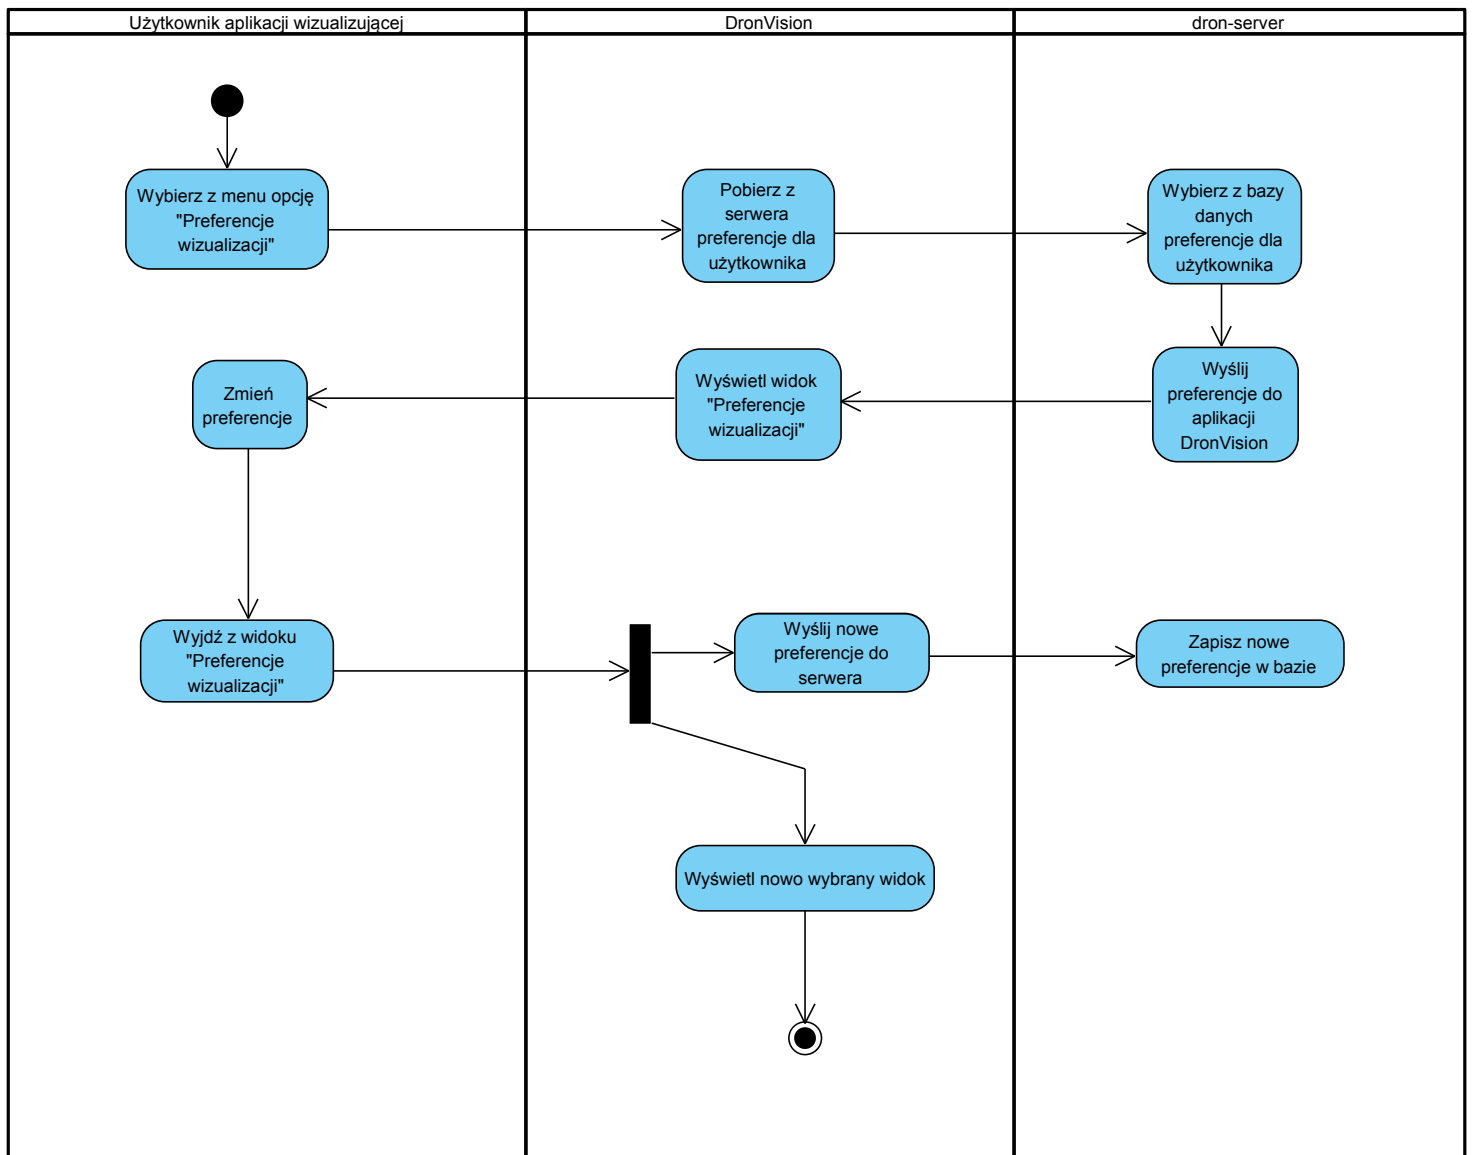 Użytkownik aplikacji wizualizującej
DronVision
dron-server
Wybierz z menu opcję
"Preferencje
wizualizacji"
Pobierz z
serwera
preferencje dla
użytkownika
Wybierz z bazy
danych
preferencje dla
użytkownika
Zmień
preferencje
Wyświetl widok
"Preferencje
wizualizacji"
Wyślij
preferencje do
aplikacji
DronVision
Wyjdź z widoku
"Preferencje
wizualizacji"
Wyślij nowe
preferencje do
serwera
Zapisz nowe
preferencje w bazie
Wyświetl nowo wybrany widok